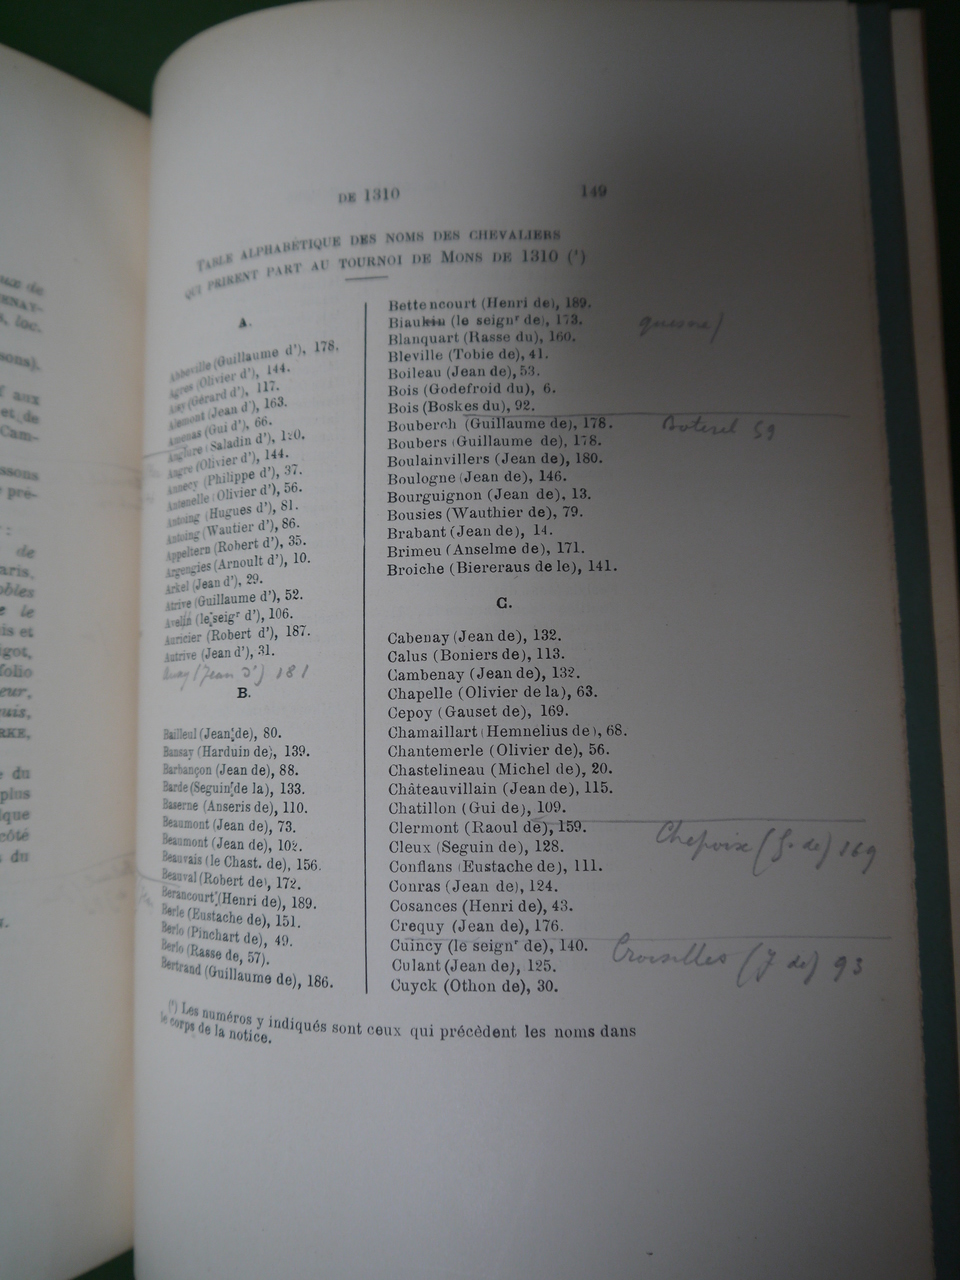 DE 1310
149
TABLE ALPHABÉTIQUE DES NOMS DES CHEVALIERS
QUI PRIRENT PART AU TOURNOI DE MONS DE 1310 (¹)
A.
Abbeville (Guillaume d'), 178.
Agres (Olivier d'), 144.
(Gérard d'), 117.
Alemont (Jean d'), 163.
Amenas (Gui d'), 66.
Anglure (Saladin d'), 120.
Angre (Olivier d'), 144.
Annecy (Philippe d'), 37.
Antenelle (Olivier d'), 56.
Antoing (Hugues d'), 81.
Antoing (Wautier d'), 86.
Appeltern (Robert d'), 35.
Argengies (Arnoult d'), 10.
Arkel (Jean d'), 29.
Atrive (Guillaume d'), 52.
Avelin (le seigr d'), 106.
Auricier (Robert d'), 187.
Autrive (Jean d'), 31.
(Jean d') 181
B.
Bailleul (Jean de), 80.
Bansay (Harduin de), 139.
Barbançon (Jean de), 88.
Barde (Seguin de la), 133.
Baserne (Anseris de), 110.
Beaumont (Jean de), 73.
Beaumont (Jean de), 102.
Beauvais (le Chast. de), 156.
Beauval (Robert de), 172.
Berancourt (Henri de), 189.
Berle (Eustache de), 151.
Berlo (Pinchart de), 49.
Berlo (Rasse de, 57).
Bertrand (Guillaume de), 186.
Bettencourt (Henri de), 189.
Biaukiu (le seignr de), 173.
quesne)
Blanquart (Rasse du), 160.
Bleville (Tobie de), 41.
Boileau (Jean de), 53.
Bois (Godefroid du), 6.
Bois (Boskes du), 92.
Boterel 59
Bouberch (Guillaume de), 178.
Boubers (Guillaume de), 178.
Boulainvillers (Jean de), 180.
Boulogne (Jean de), 146.
Bourguignon (Jean de), 13.
Bousies (Wauthier de), 79.
Brabant (Jean de), 14.
Brimeu (Anselme de), 171.
Broiche (Biereraus de le), 141.
C.
Cabenay (Jean de), 132.
Calus (Boniers de), 113.
Cambenay (Jean de), 132.
Chapelle (Olivier de la), 63.
Cepoy (Gauset de), 169.
Chamaillart (Hemnelius de), 68.
Chantemerle (Olivier de), 56.
Chastelineau (Michel de), 20.
Châteauvillain (Jean de), 115.
Chatillon (Gui de), 109.
Chepoix (G. de) 169
Clermont (Raoul de), 159.
Cleux (Seguin de), 128.
Conflans (Eustache de), 111.
Conras (Jean de), 124.
Cosances (Henri de), 43.
Crequy (Jean de), 176.
Croisilles (J de) 93
Cuincy (le seignr de), 140.
Culant (Jean de), 125.
Cuyck (Othon de), 30.
(¹) Les numéros y indiqués sont ceux qui précèdent les noms dans
le corps de la notice.